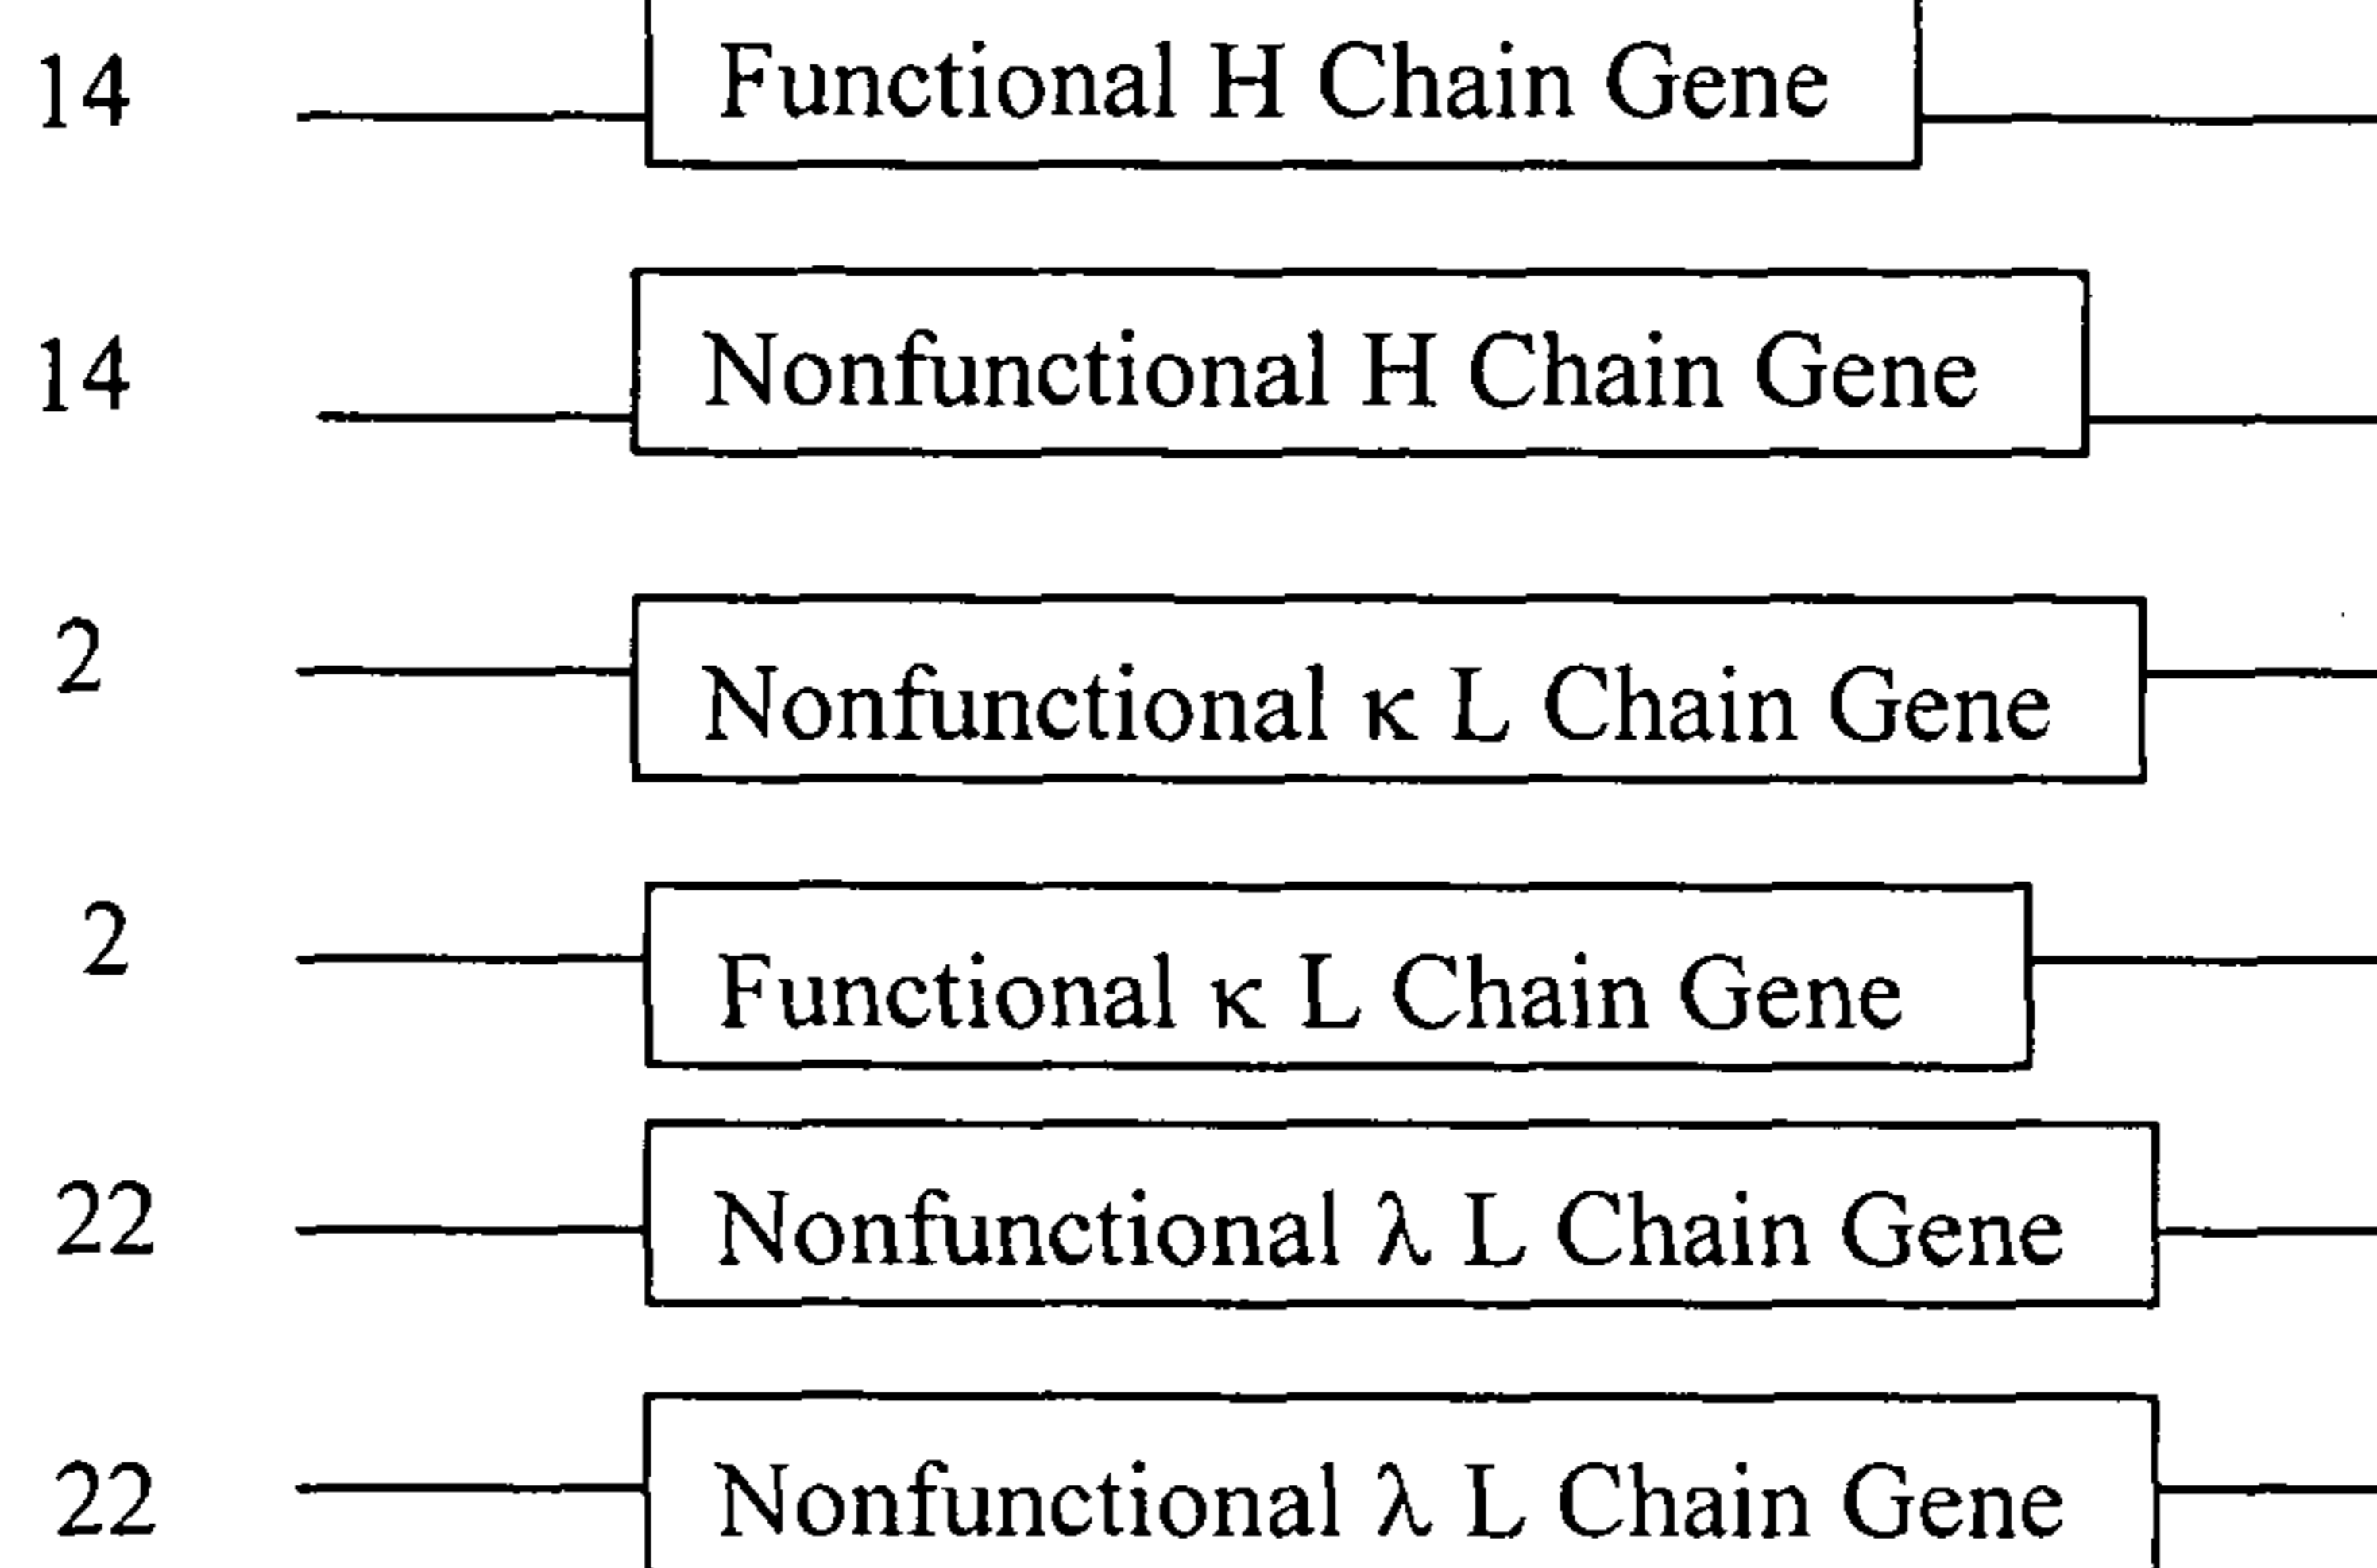 14 Functional H Chain Gene
14 Nonfunctional H Chain Gene
2 Nonfunctional κ L Chain Gene
2 Functional κ L Chain Gene
22 Nonfunctional λ L Chain Gene
22 Nonfunctional λ L Chain Gene